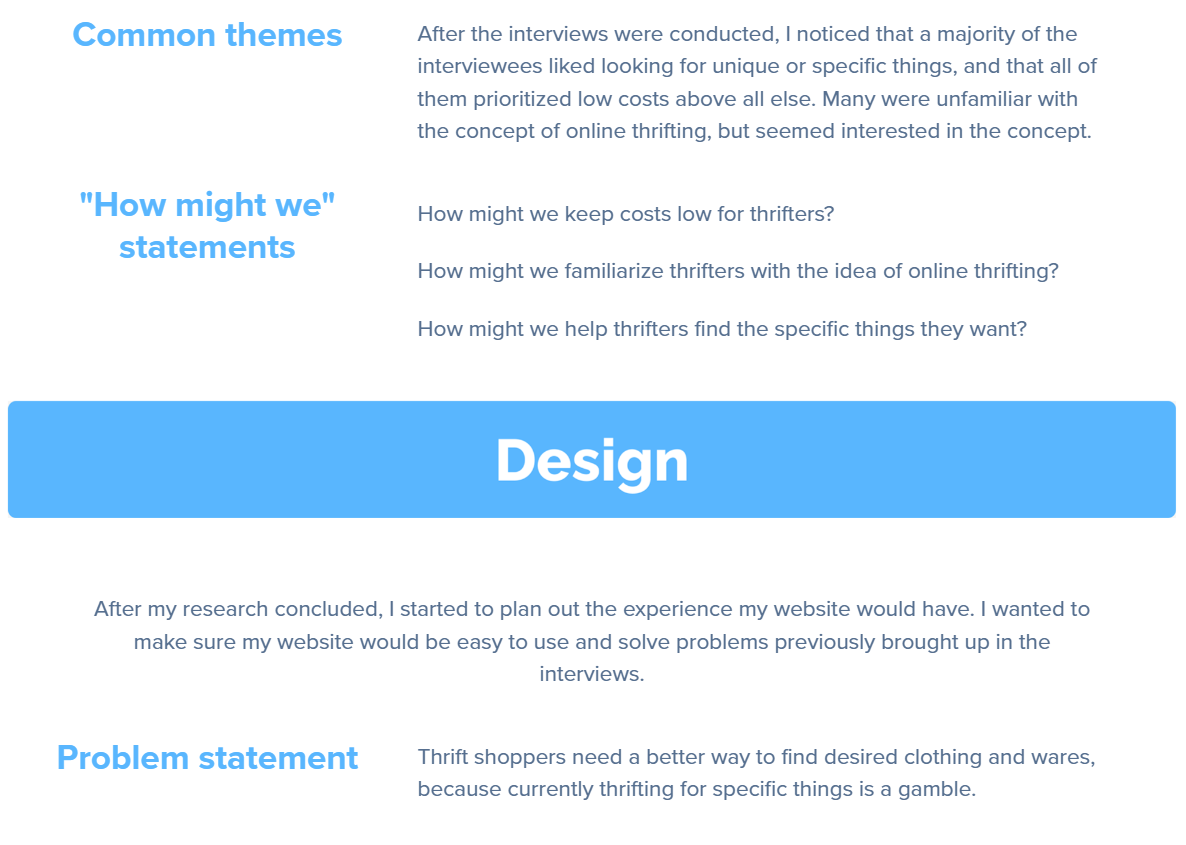 Common themes
After the interviews were conducted, I noticed that a majority of the
interviewees liked looking for unique or specific things, and that all of
them prioritized low costs above all else. Many were unfamiliar with
the concept of online thrifting, but seemed interested in the concept.
"How might we"
statements
How might we keep costs low for thrifters?
How might we familiarize thrifters with the idea of online thrifting?
How might we help thrifters find the specific things they want?
Design
After my research concluded, I started to plan out the experience my website would have. I wanted to
make sure my website would be easy to use and solve problems previously brought up in the
interviews.
Problem statement
Thrift shoppers need a better way to find desired clothing and wares,
because currently thrifting for specific things is a gamble.